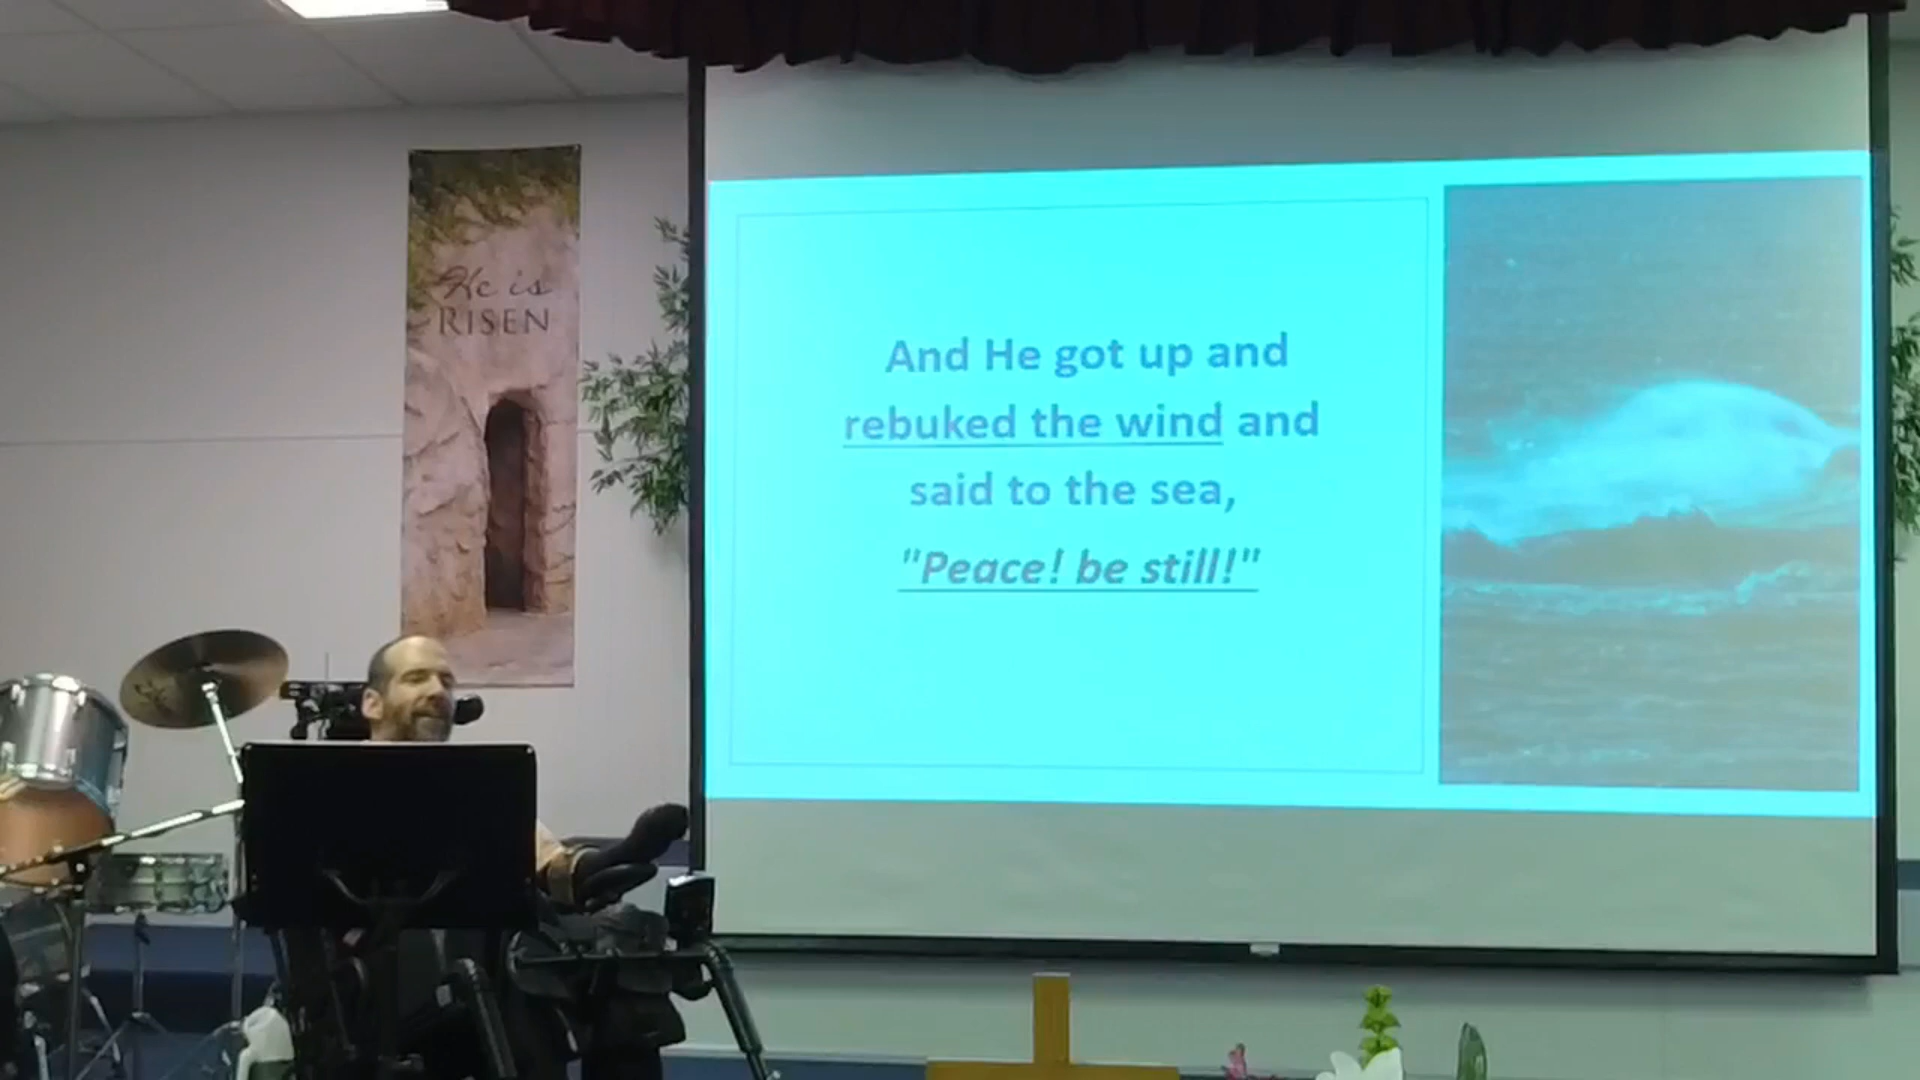 He is
RISEN
And He got up and
rebuked the wind and
said to the sea,
"Peace! be still!"